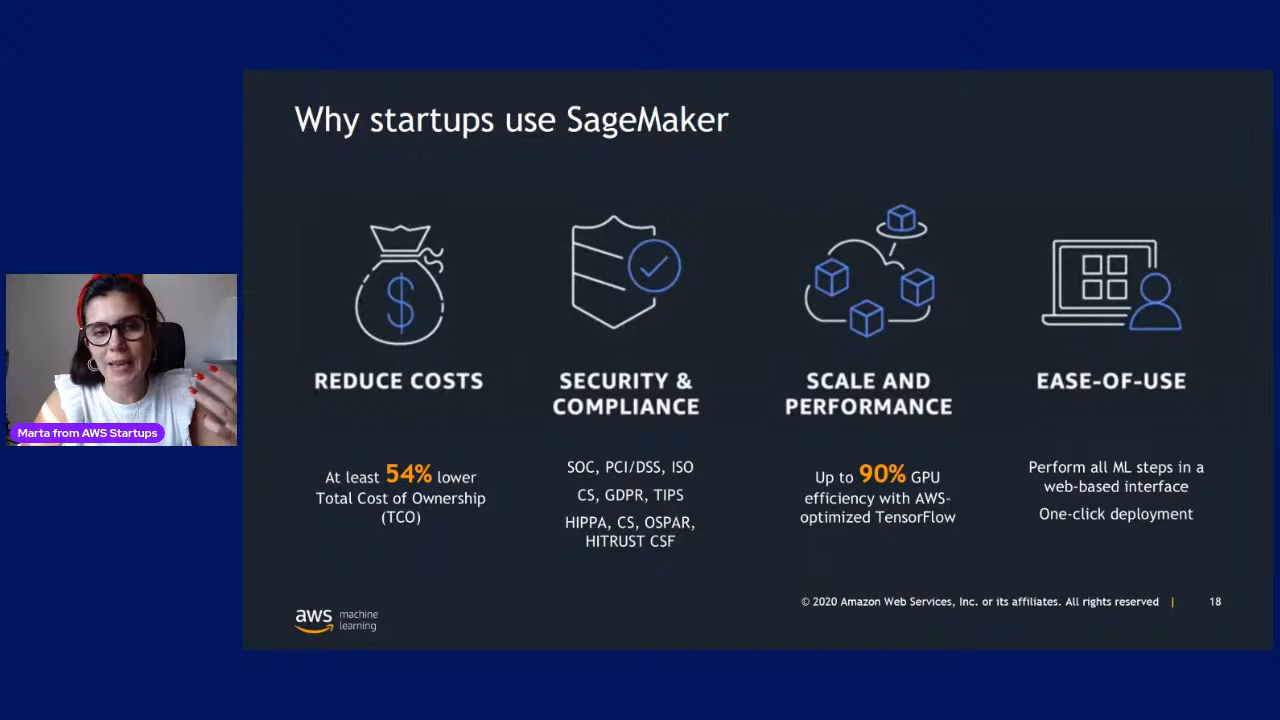 Why startups use SageMaker
REDUCE COSTS
At least 54% lower
Total Cost of Ownership
(TCO)
SECURITY &
COMPLIANCE
SOC, PCI/DSS, ISO
CS, GDPR, TIPS
HIPPA, CS, OSPAR,
HITRUST CSF
SCALE AND
PERFORMANCE
Up to 90% GPU
efficiency with AWS-
optimized TensorFlow
EASE-OF-USE
Perform all ML steps in a
web-based interface
One-click deployment
Marta from AWS Startups
aws machine
learning
© 2020 Amazon Web Services, Inc. or its affiliates. All rights reserved | 18